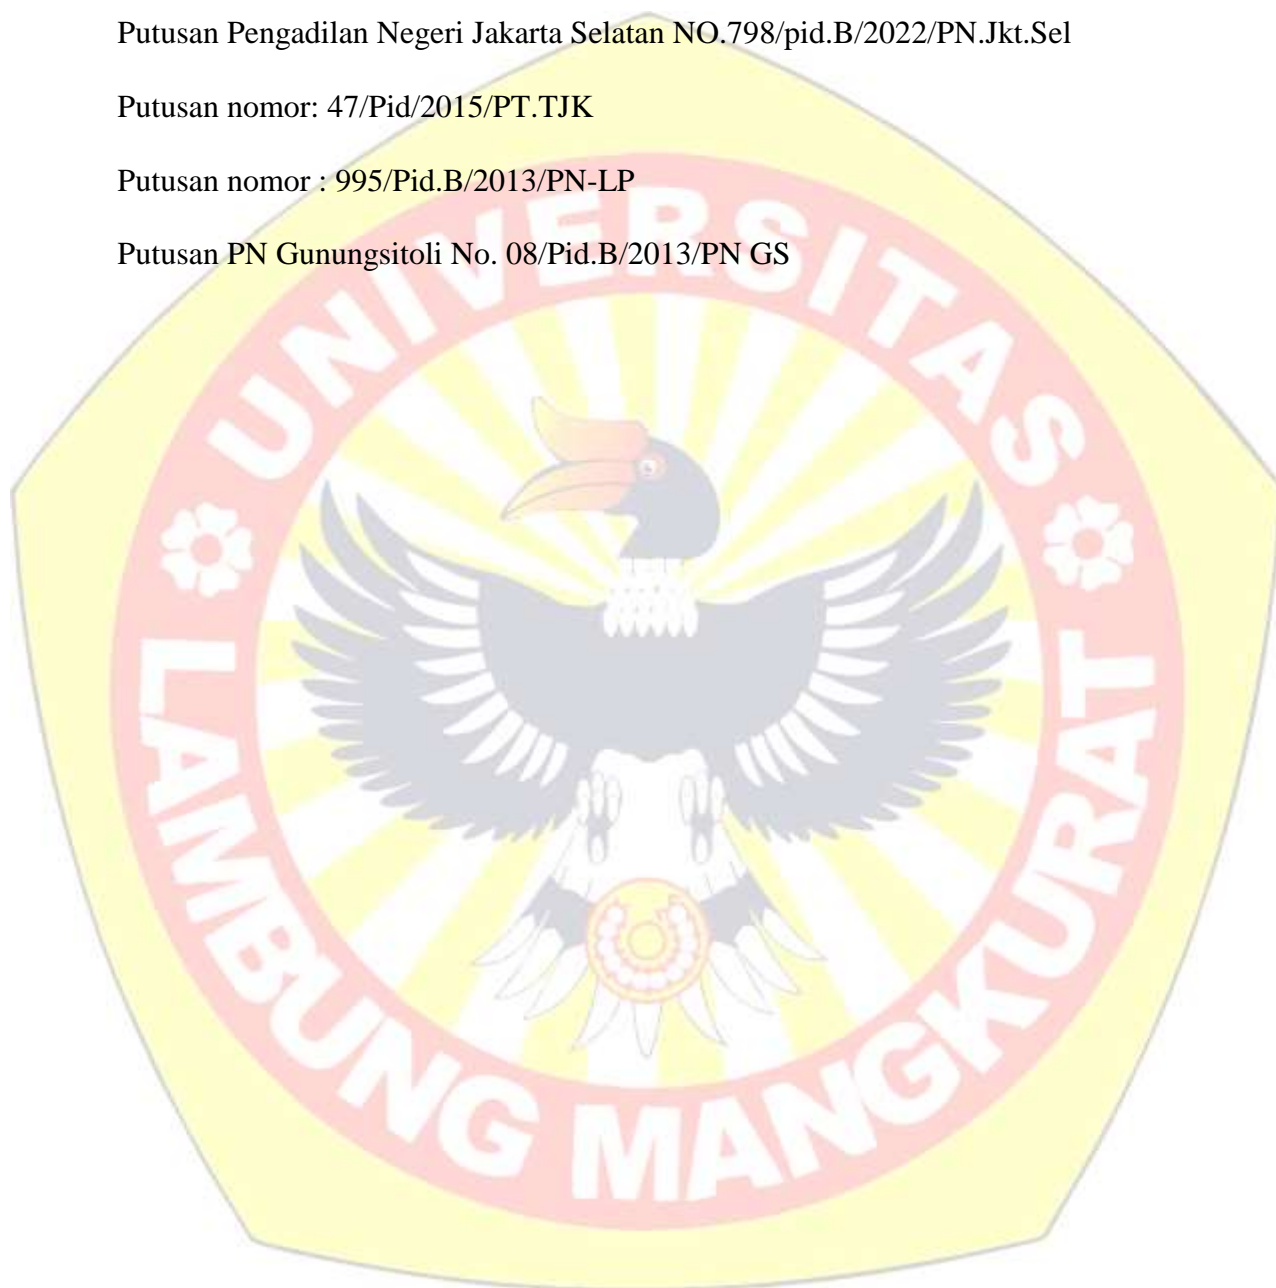 Putusan Pengadilan Negeri Jakarta Selatan NO.798/pid.B/2022/PN.Jkt.Sel
Putusan nomor: 47/Pid/2015/PT.TJK
Putusan nomor : 995/Pid.B/2013/PN-LP
Putusan PN Gunungsitoli No. 08/Pid.B/2013/PN GS
UNIVERSITAS
LAMBUNG MANGKURAT